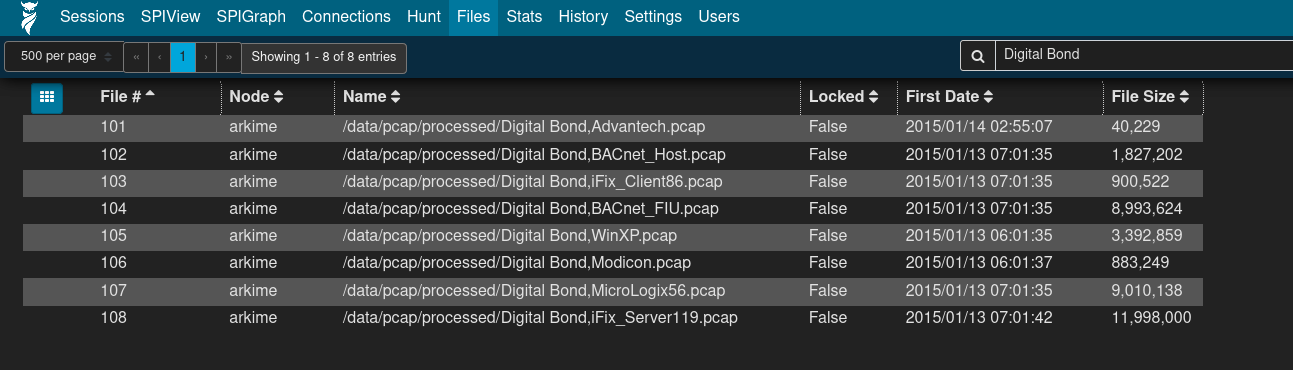 Sessions SPIView SPIGraph Connections Hunt Files Stats History Settings Users
500 per page « ‹ 1 › » Showing 1 - 8 of 8 entries Digital Bond
File # Node Name Locked First Date File Size
101 arkime /data/pcap/processed/Digital Bond,Advantech.pcap False 2015/01/14 02:55:07 40,229
102 arkime /data/pcap/processed/Digital Bond,BACnet_Host.pcap False 2015/01/13 07:01:35 1,827,202
103 arkime /data/pcap/processed/Digital Bond,iFix_Client86.pcap False 2015/01/13 07:01:35 900,522
104 arkime /data/pcap/processed/Digital Bond,BACnet_FIU.pcap False 2015/01/13 07:01:35 8,993,624
105 arkime /data/pcap/processed/Digital Bond,WinXP.pcap False 2015/01/13 06:01:35 3,392,859
106 arkime /data/pcap/processed/Digital Bond,Modicon.pcap False 2015/01/13 06:01:37 883,249
107 arkime /data/pcap/processed/Digital Bond,MicroLogix56.pcap False 2015/01/13 07:01:35 9,010,138
108 arkime /data/pcap/processed/Digital Bond,iFix_Server119.pcap False 2015/01/13 07:01:42 11,998,000